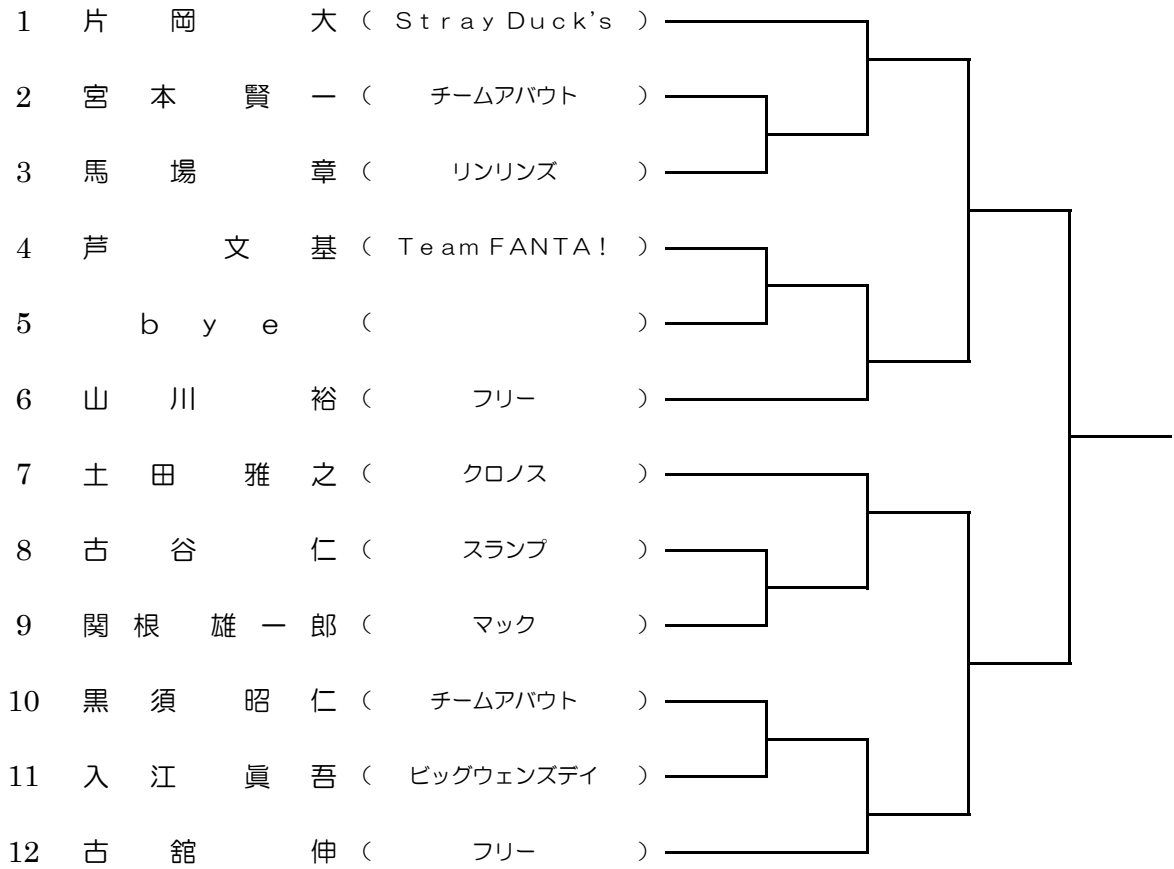 1 片岡 大 ( Stray Duck's )
2 宮本 賢一 ( チームアバウト )
3 馬場 章 ( リンリンズ )
4 芦 文基 ( Team FANTA! )
5 bye ( )
6 山川 裕 ( フリー )
7 土田 雅之 ( クロノス )
8 古谷 仁 ( スランプ )
9 関根 雄一郎 ( マック )
10 黒須 昭仁 ( チームアバウト )
11 入江 眞吾 ( ビッグウェンズデイ )
12 古舘 伸 ( フリー )